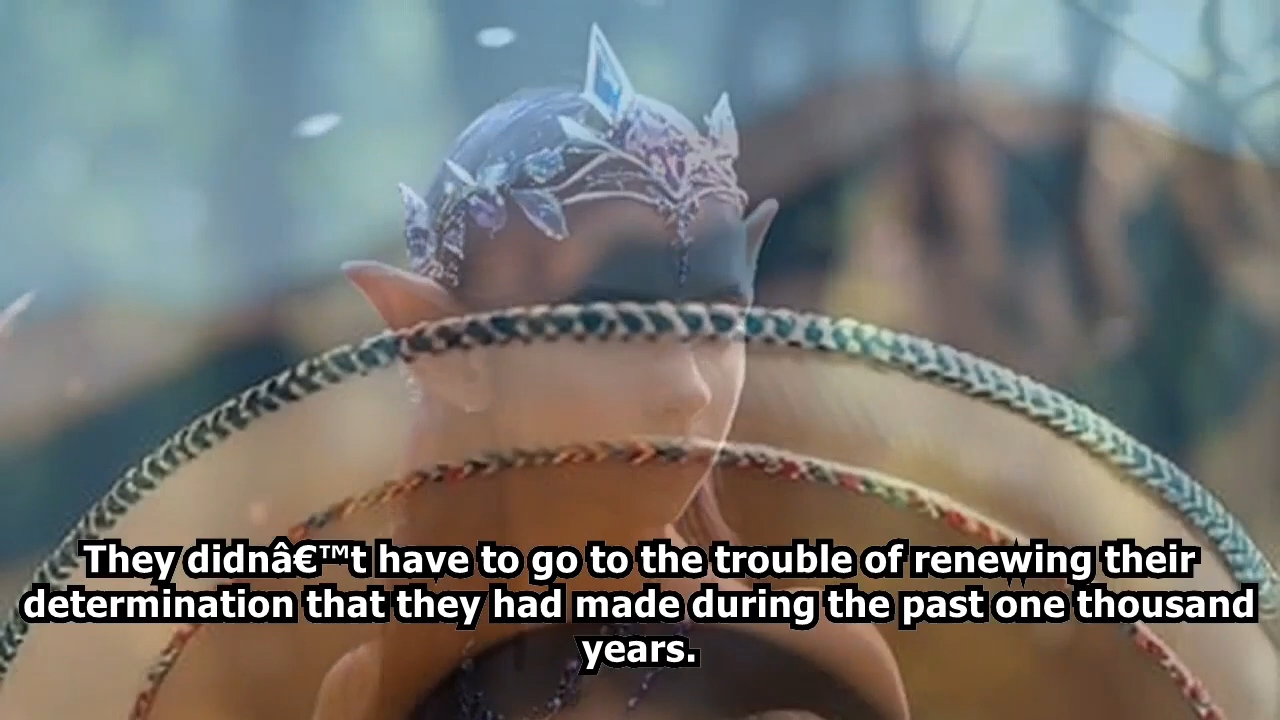 They didnâ€™t have to go to the trouble of renewing their
determination that they had made during the past one thousand
years.